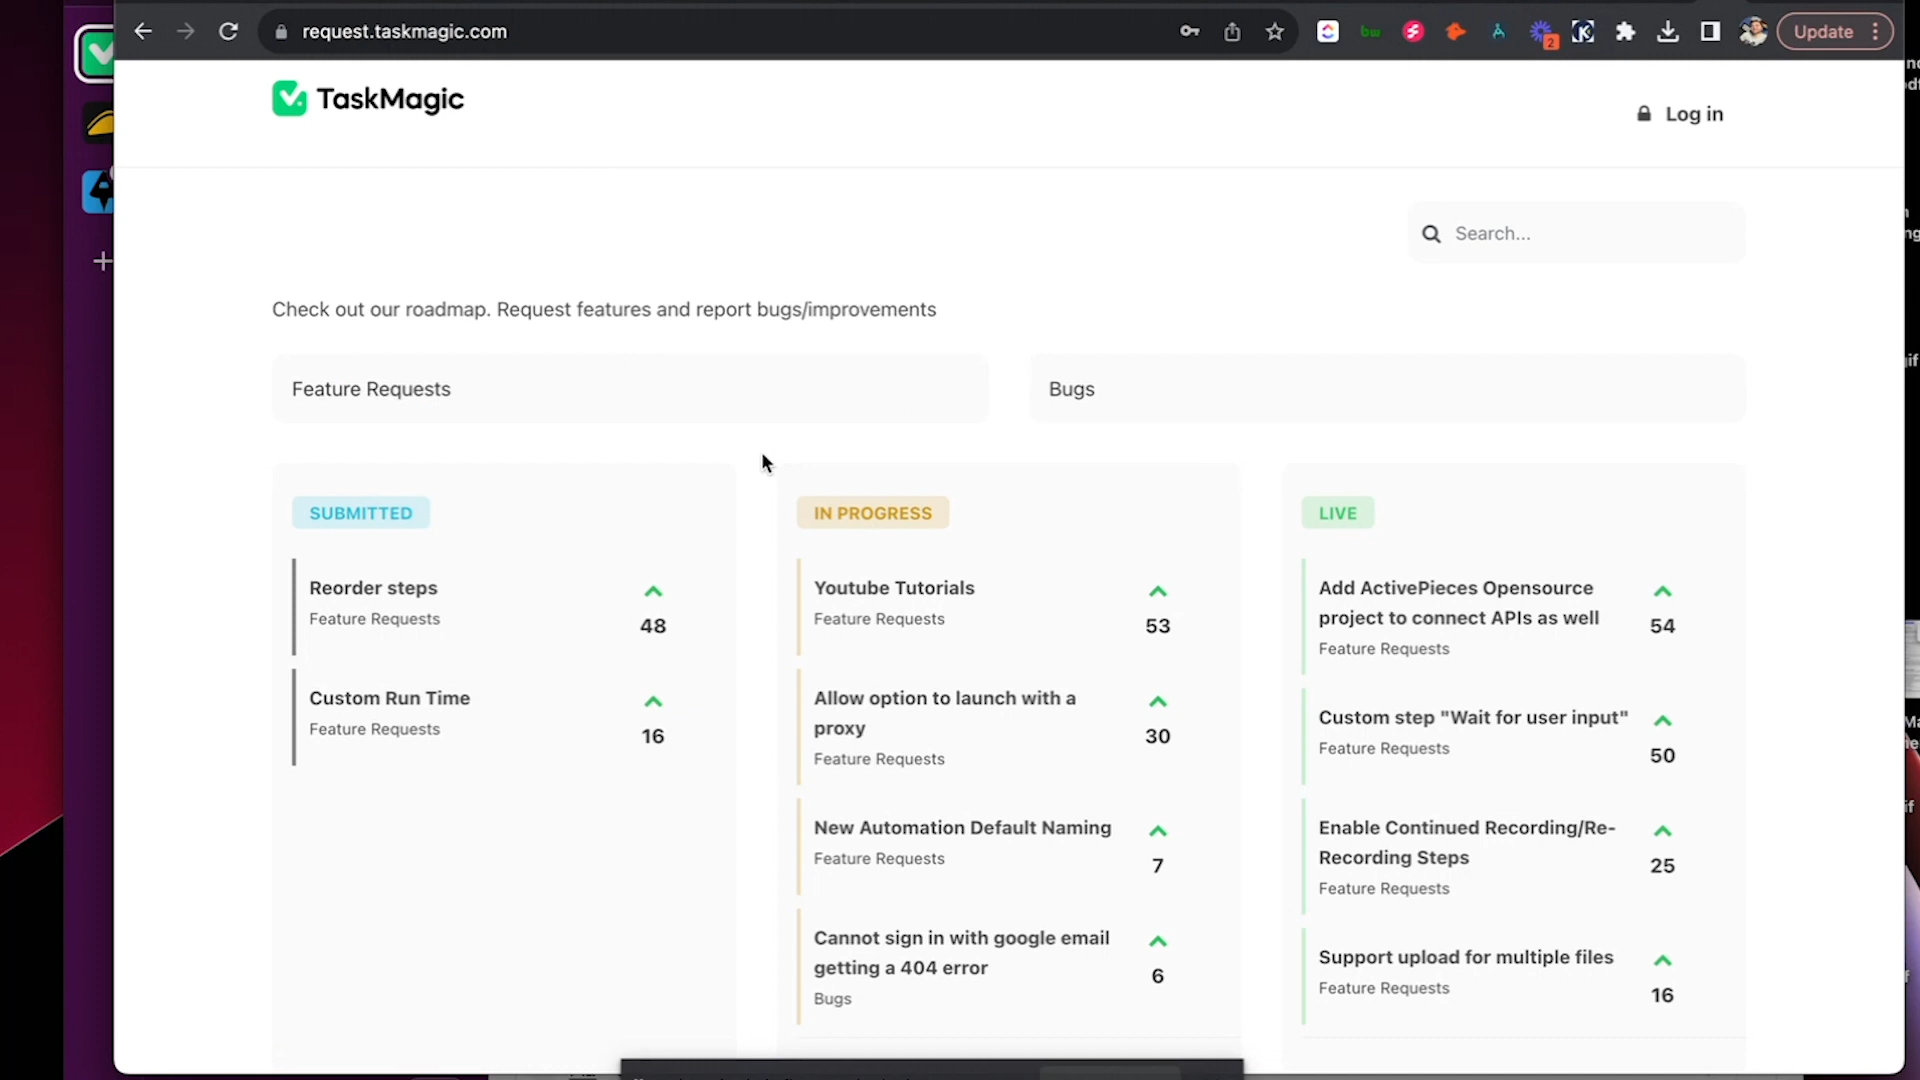 request.taskmagic.com
2
Update
TaskMagic
Log in
Search...
Check out our roadmap. Request features and report bugs/improvements
Feature Requests
Bugs
SUBMITTED
Reorder steps
Feature Requests
48
Custom Run Time
Feature Requests
16
IN PROGRESS
Youtube Tutorials
Feature Requests
53
Allow option to launch with a
proxy
Feature Requests
30
New Automation Default Naming
Feature Requests
7
Cannot sign in with google email
getting a 404 error
Bugs
6
LIVE
Add ActivePieces Opensource
project to connect APIs as well
Feature Requests
54
Custom step "Wait for user input"
Feature Requests
50
Enable Continued Recording/Re-
Recording Steps
Feature Requests
25
Support upload for multiple files
Feature Requests
16